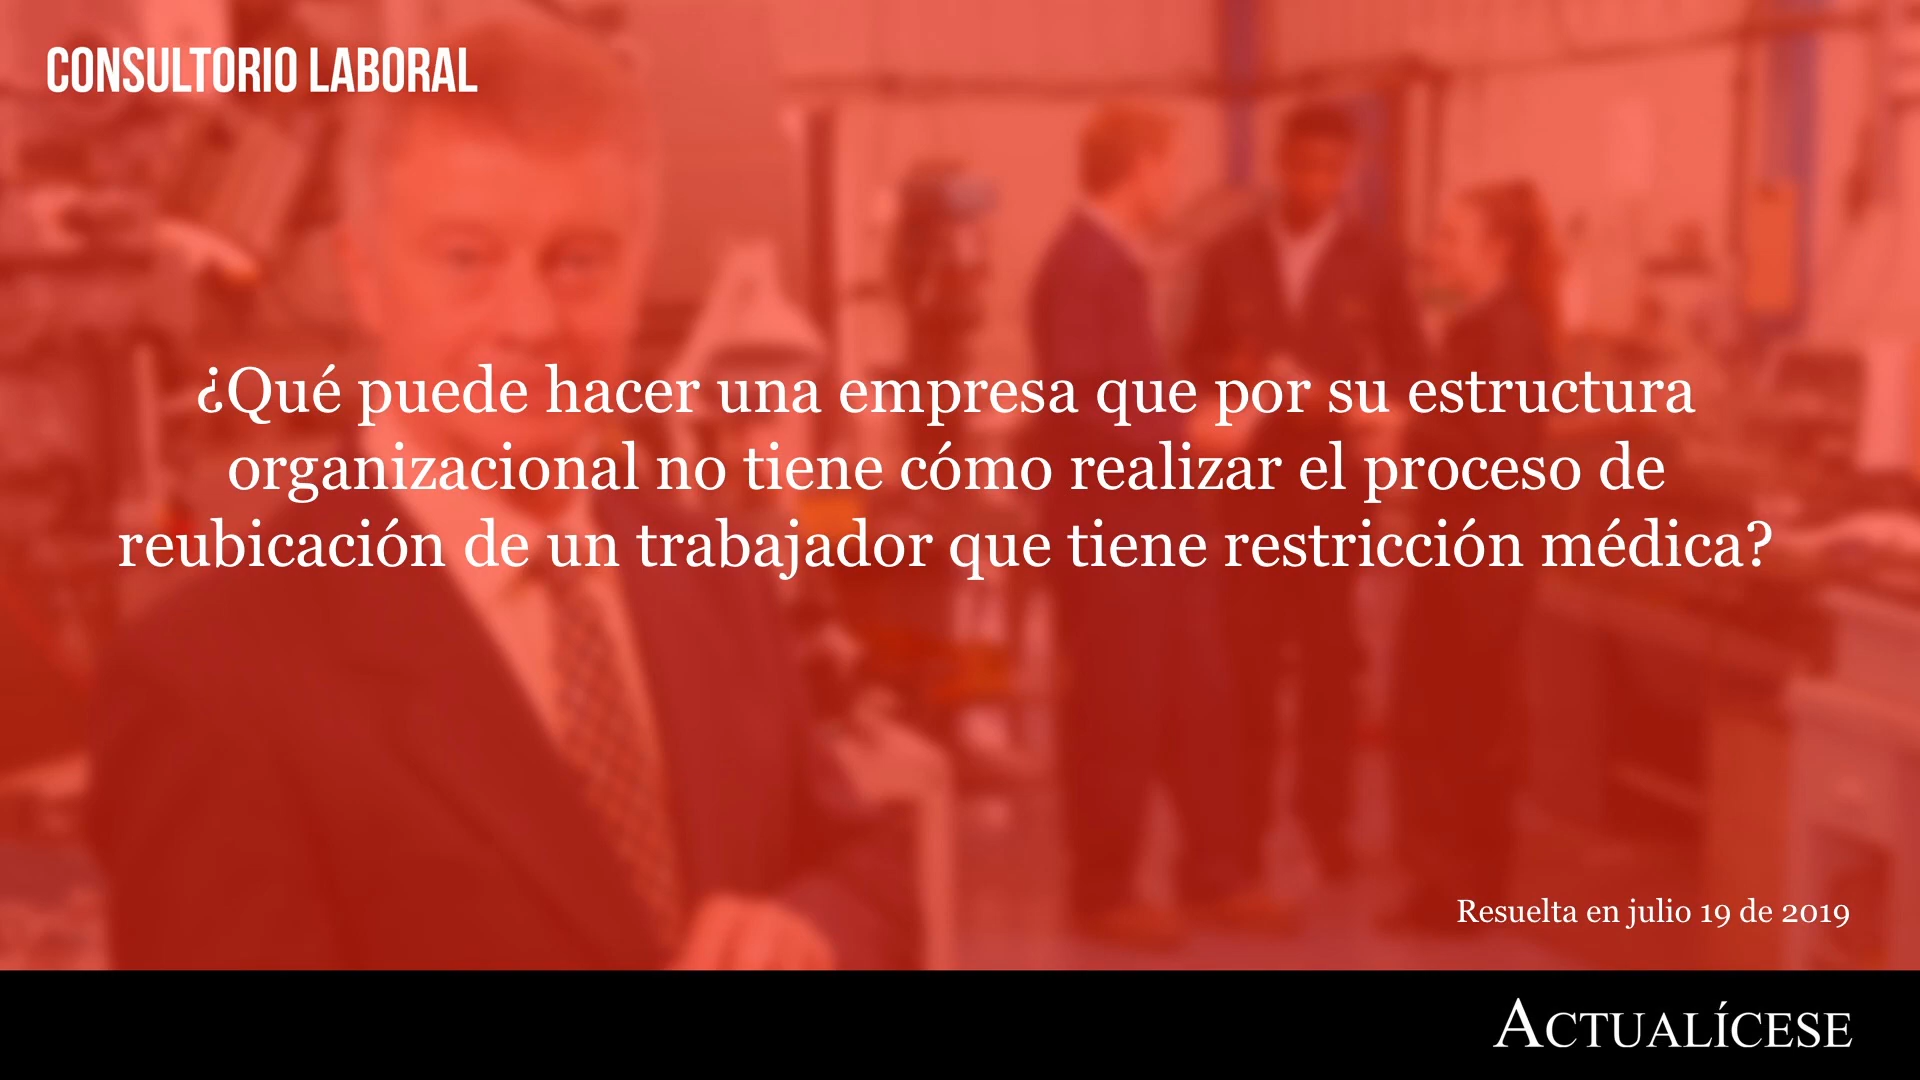 CONSULTORIO LABORAL
¿Qué puede hacer una empresa que por su estructura
organizacional no tiene cómo realizar el proceso de
reubicación de un trabajador que tiene restricción médica?
Resuelta en julio 19 de 2019
ACTUALÍCESE